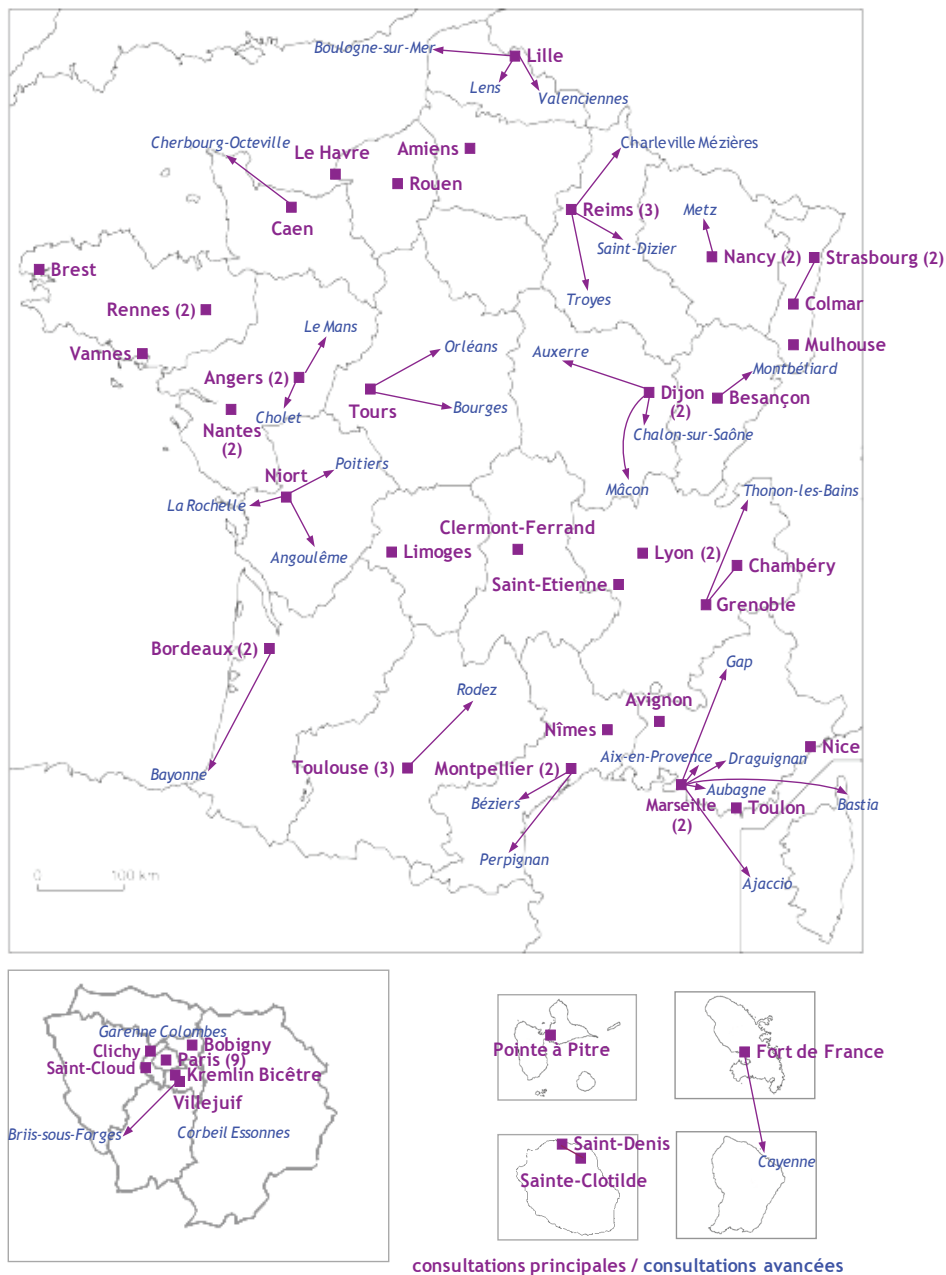 Boulogne-sur-Mer
Lille
Lens
Valenciennes
Cherbourg-Octeville
Le Havre
Amiens
Charleville Mézières
Rouen
Caen
Reims (3)
Metz
Saint-Dizier
Nancy (2)
Strasbourg (2)
Brest
Troyes
Colmar
Rennes (2)
Le Mans
Vannes
Orléans
Auxerre
Mulhouse
Montbéliard
Angers (2)
Tours
Bourges
Dijon
(2)
Besançon
Cholet
Nantes
(2)
Chalon-sur-Saône
Niort
Poitiers
La Rochelle
Mâcon
Thonon-les-Bains
Angoulême
Clermont-Ferrand
Limoges
Lyon (2)
Chambéry
Saint-Etienne
Grenoble
Bordeaux (2)
Gap
Rodez
Avignon
Nîmes
Nice
Bayonne
Toulouse (3)
Montpellier (2)
Aix-en-Provence
Draguignan
Aubagne
Béziers
Marseille
(2)
Toulon
Bastia
Perpignan
Ajaccio
0
100 km
Garenne Colombes
Clichy
Bobigny
Saint-Cloud
Paris (9)
Kremlin Bicêtre
Villejuif
Briis-sous-Forges
Corbeil Essonnes
Pointe à Pitre
Fort de France
Saint-Denis
Sainte-Clotilde
Cayenne
consultations principales / consultations avancées